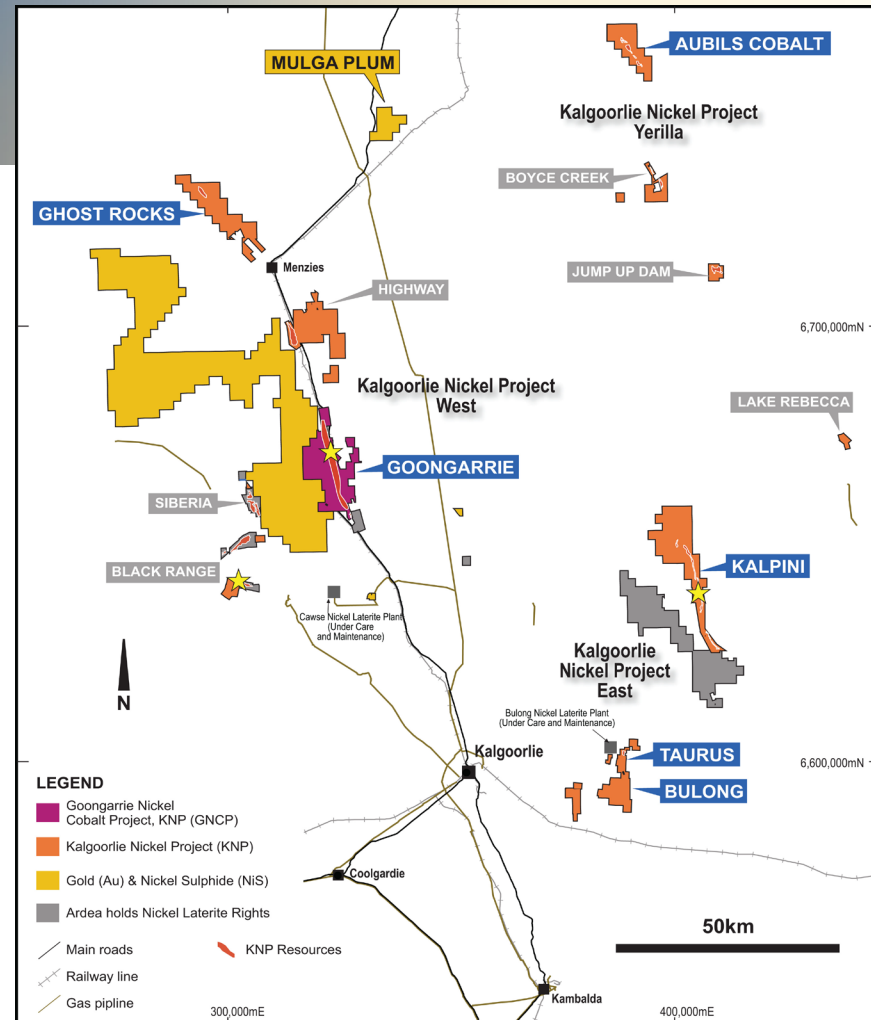 AUBILS COBALT
MULGA PLUM
Kalgoorlie Nickel Project
Yerilla
BOYCE CREEK
GHOST ROCKS
Menzies
JUMP UP DAM
HIGHWAY
6,700,000mN
Kalgoorlie Nickel Project
West
LAKE REBECCA
GOONGARRIE
SIBERIA
KALPINI
BLACK RANGE
Cawse Nickel Laterite Plant
(Under Care
and Maintenance)
Kalgoorlie
Nickel Project
East
N
Bulong Nickel Laterite Plant
(Under Care and Maintenance)
Kalgoorlie
TAURUS
6,600,000mN
BULONG
LEGEND
Goongarrie Nickel
Cobalt Project, KNP (GNCP)
Kalgoorlie Nickel Project (KNP)
Gold (Au) & Nickel Sulphide (NiS)
Ardea holds Nickel Laterite Rights
Main roads
KNP Resources
Railway line
Gas pipline
Coolgardie
50km
Kambalda
300,000mE
400,000mE